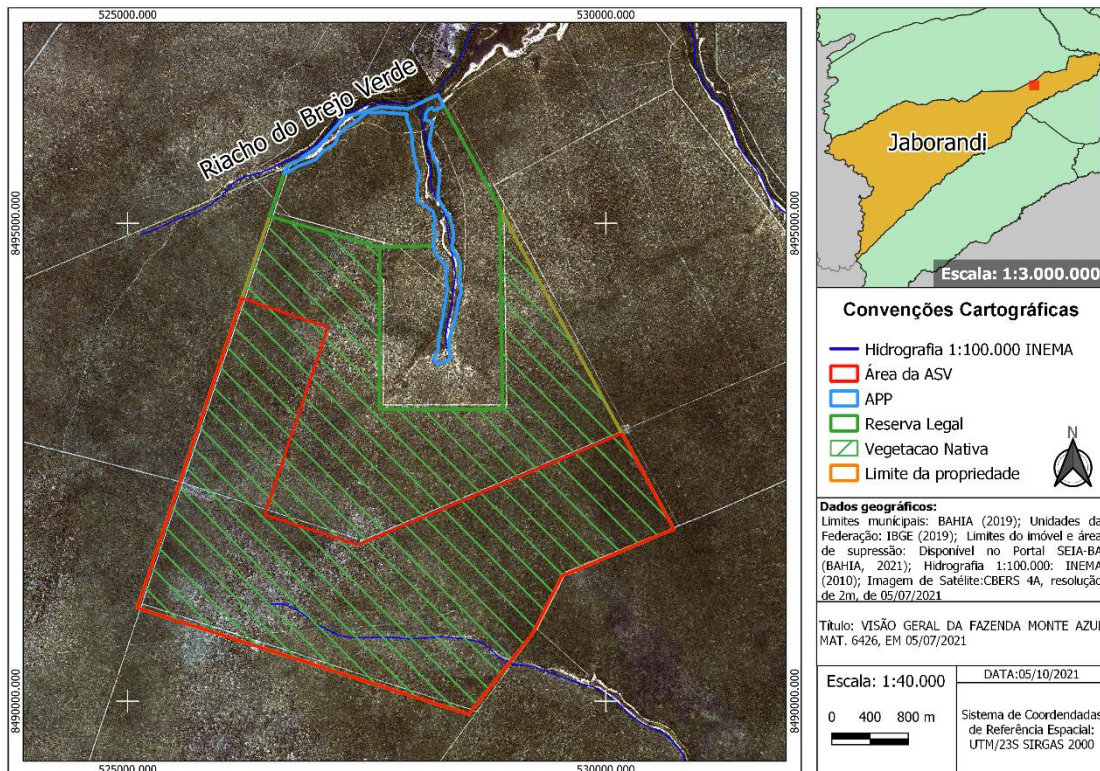 525000.000
530000.000
8495000.000
8495000.000
Riacho do Brejo Verde
8490000.000
8490000.000
525000.000
530000.000
Jaborandi
Escala: 1:3.000.000
Convenções Cartográficas
Hidrografia 1:100.000 INEMA
Área da ASV
APP
Reserva Legal
Vegetacao Nativa
Limite da propriedade
N
Dados geográficos:
Limites municípais: BAHIA (2019); Unidades da
Federação: IBGE (2019); Limites do imóvel e área
de supressão: Disponível no Portal SEIA-BA
(BAHIA, 2021); Hidrografia 1:100.000: INEMA
(2010); Imagem de Satélite:CBERS 4A, resolução
de 2m, de 05/07/2021
Título: VISÃO GERAL DA FAZENDA MONTE AZUL
MAT. 6426, EM 05/07/2021
Escala: 1:40.000
0 400 800 m
DATA:05/10/2021
Sistema de Coordendadas
de Referência Espacial:
UTM/23S SIRGAS 2000